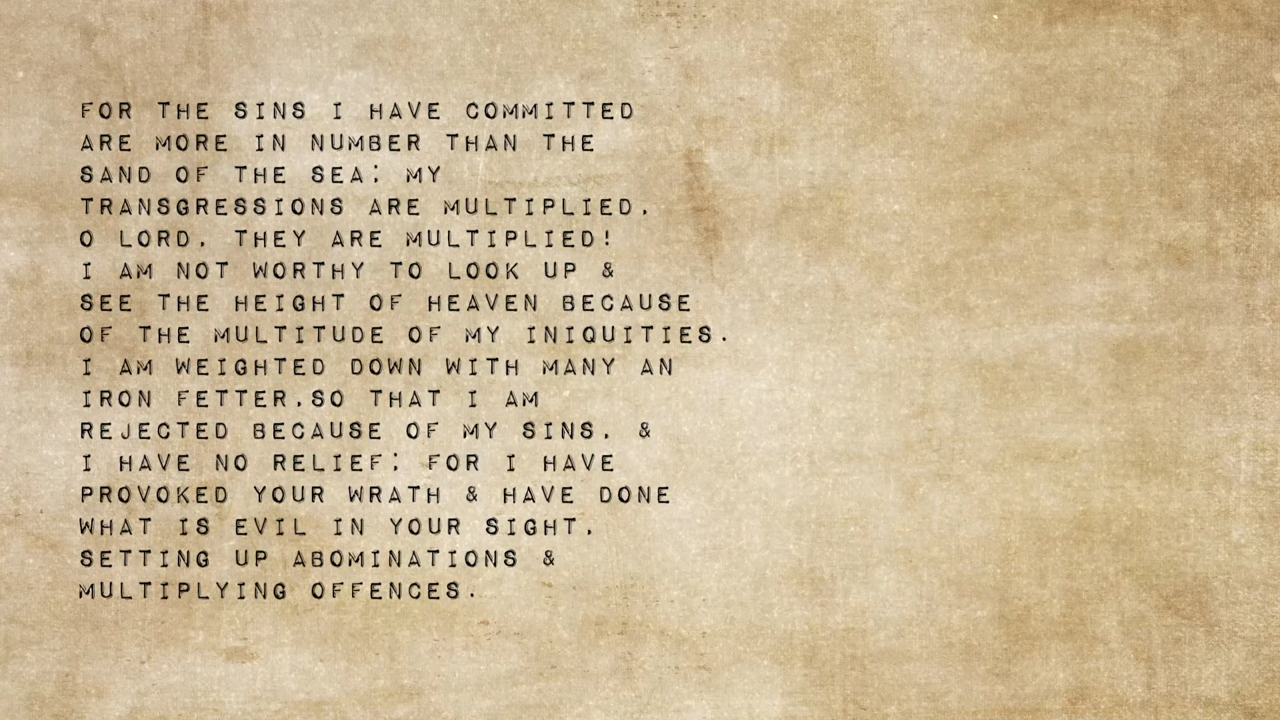 FOR THE SINS I HAVE COMMITTED
ARE MORE IN NUMBER THAN THE
SAND OF THE SEA; MY
TRANSGRESSIONS ARE MULTIPLIED,
O LORD, THEY ARE MULTIPLIED!
I AM NOT WORTHY TO LOOK UP &
SEE THE HEIGHT OF HEAVEN BECAUSE
OF THE MULTITUDE OF MY INIQUITIES.
I AM WEIGHTED DOWN WITH MANY AN
IRON FETTER,SO THAT I AM
REJECTED BECAUSE OF MY SINS, &
I HAVE NO RELIEF; FOR I HAVE
PROVOKED YOUR WRATH & HAVE DONE
WHAT IS EVIL IN YOUR SIGHT,
SETTING UP ABOMINATIONS &
MULTIPLYING OFFENCES.